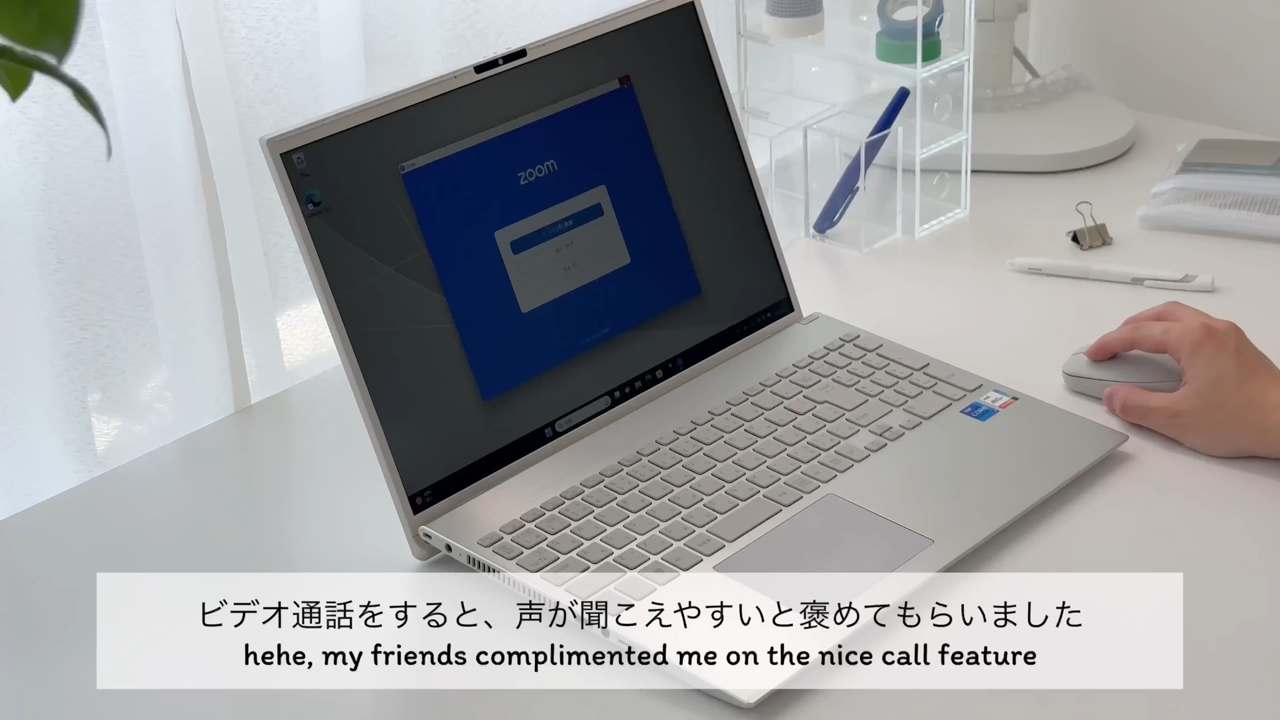 zoom
ビデオ通話をすると、声が聞こえやすいと褒めてもらいました
hehe, my friends complimented me on the nice call feature